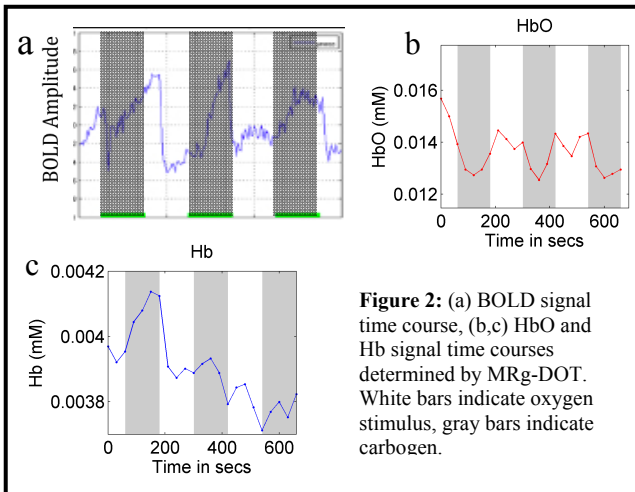 a
BOLD Amplitude
b
HbO
HbO (mM)
0.016
0.014
0.012
0 200 400 600
Time in secs
c
Hb
Hb (mM)
0.0042
0.004
0.0038
0 200 400 600
Time in secs
Figure 2: (a) BOLD signal
time course, (b,c) HbO and
Hb signal time courses
determined by MRg-DOT.
White bars indicate oxygen
stimulus, gray bars indicate
carbogen.